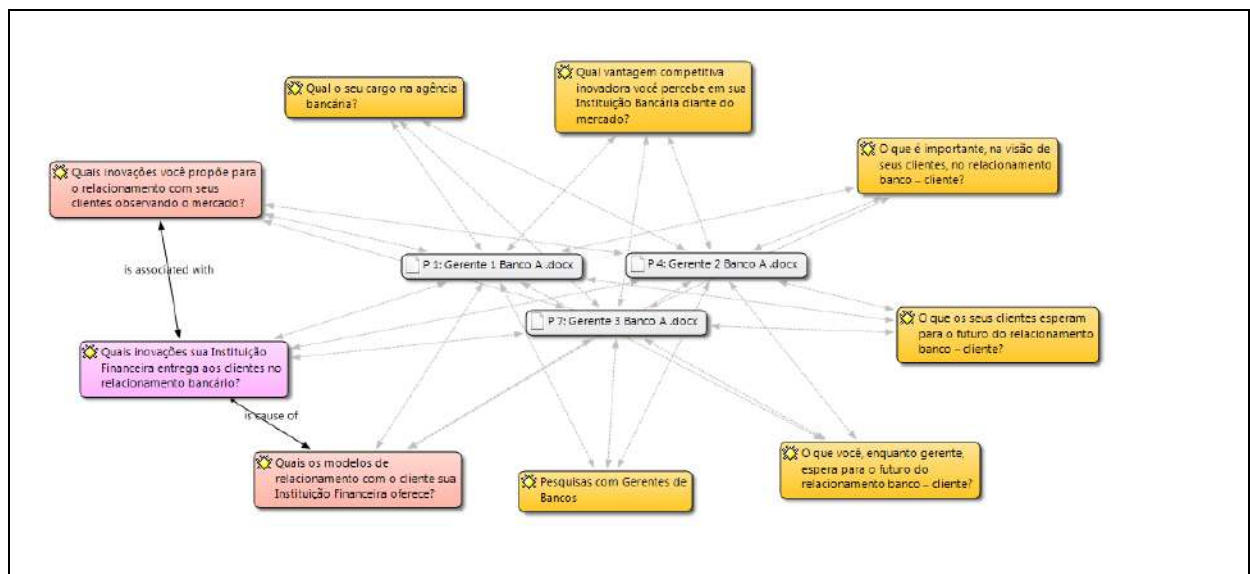 Qual o seu cargo na agência
bancária?
Qual vantagem competitiva
inovadora você percebe em sua
Instituição Bancária diante do
mercado?
O que é importante, na visão de
seus clientes, no relacionamento
banco – cliente?
Quais inovações você propõe para
o relacionamento com seus
clientes observando o mercado?
is associated with
P 1: Gerente 1 Banco A .docx
P 4: Gerente 2 Banco A .docx
P 7: Gerente 3 Banco A .docx
O que os seus clientes esperam
para o futuro do relacionamento
banco – cliente?
Quais inovações sua Instituição
Financeira entrega aos clientes no
relacionamento bancário?
is cause of
Quais os modelos de
relacionamento com o cliente sua
Instituição Financeira oferece?
Pesquisas com Gerentes de
Bancos
O que você, enquanto gerente,
espera para o futuro do
relacionamento banco – cliente?